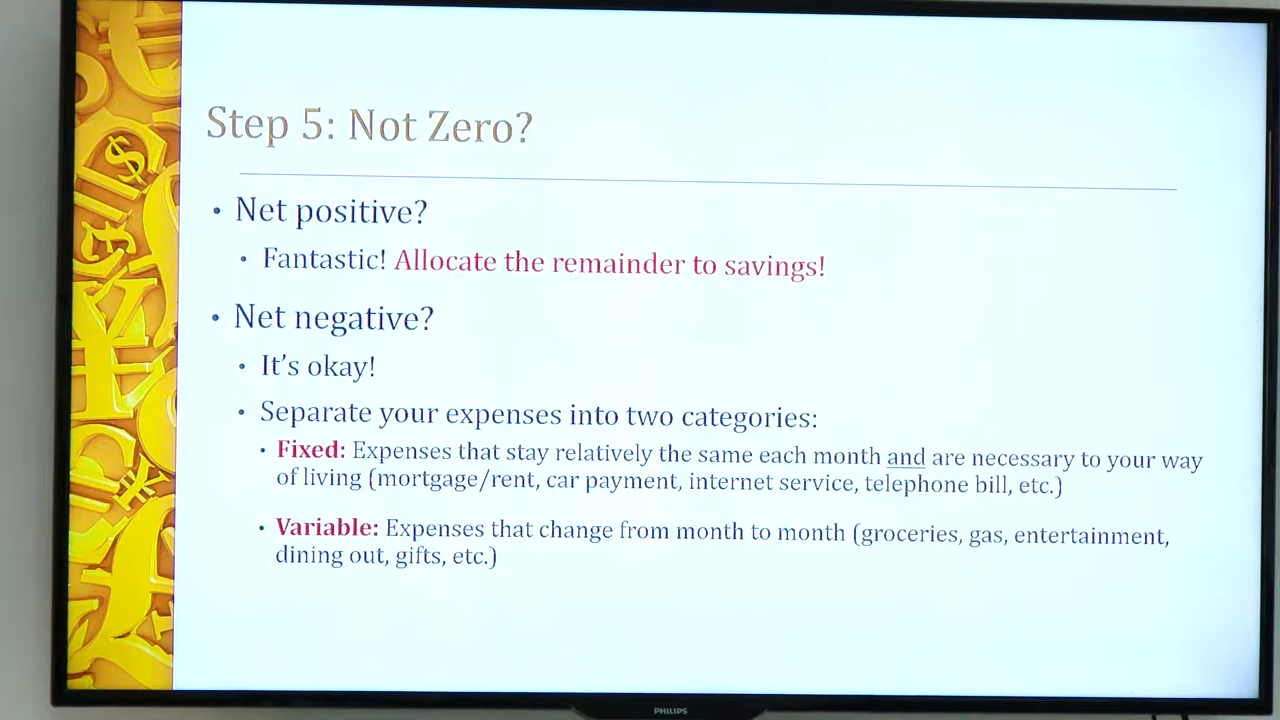 Step 5: Not Zero?
• Net positive?
• Fantastic! Allocate the remainder to savings!
• Net negative?
• It's okay!
• Separate your expenses into two categories:
• Fixed: Expenses that stay relatively the same each month and are necessary to your way
of living (mortgage/rent, car payment, internet service, telephone bill, etc.)
• Variable: Expenses that change from month to month (groceries, gas, entertainment,
dining out, gifts, etc.)
PHILIPS